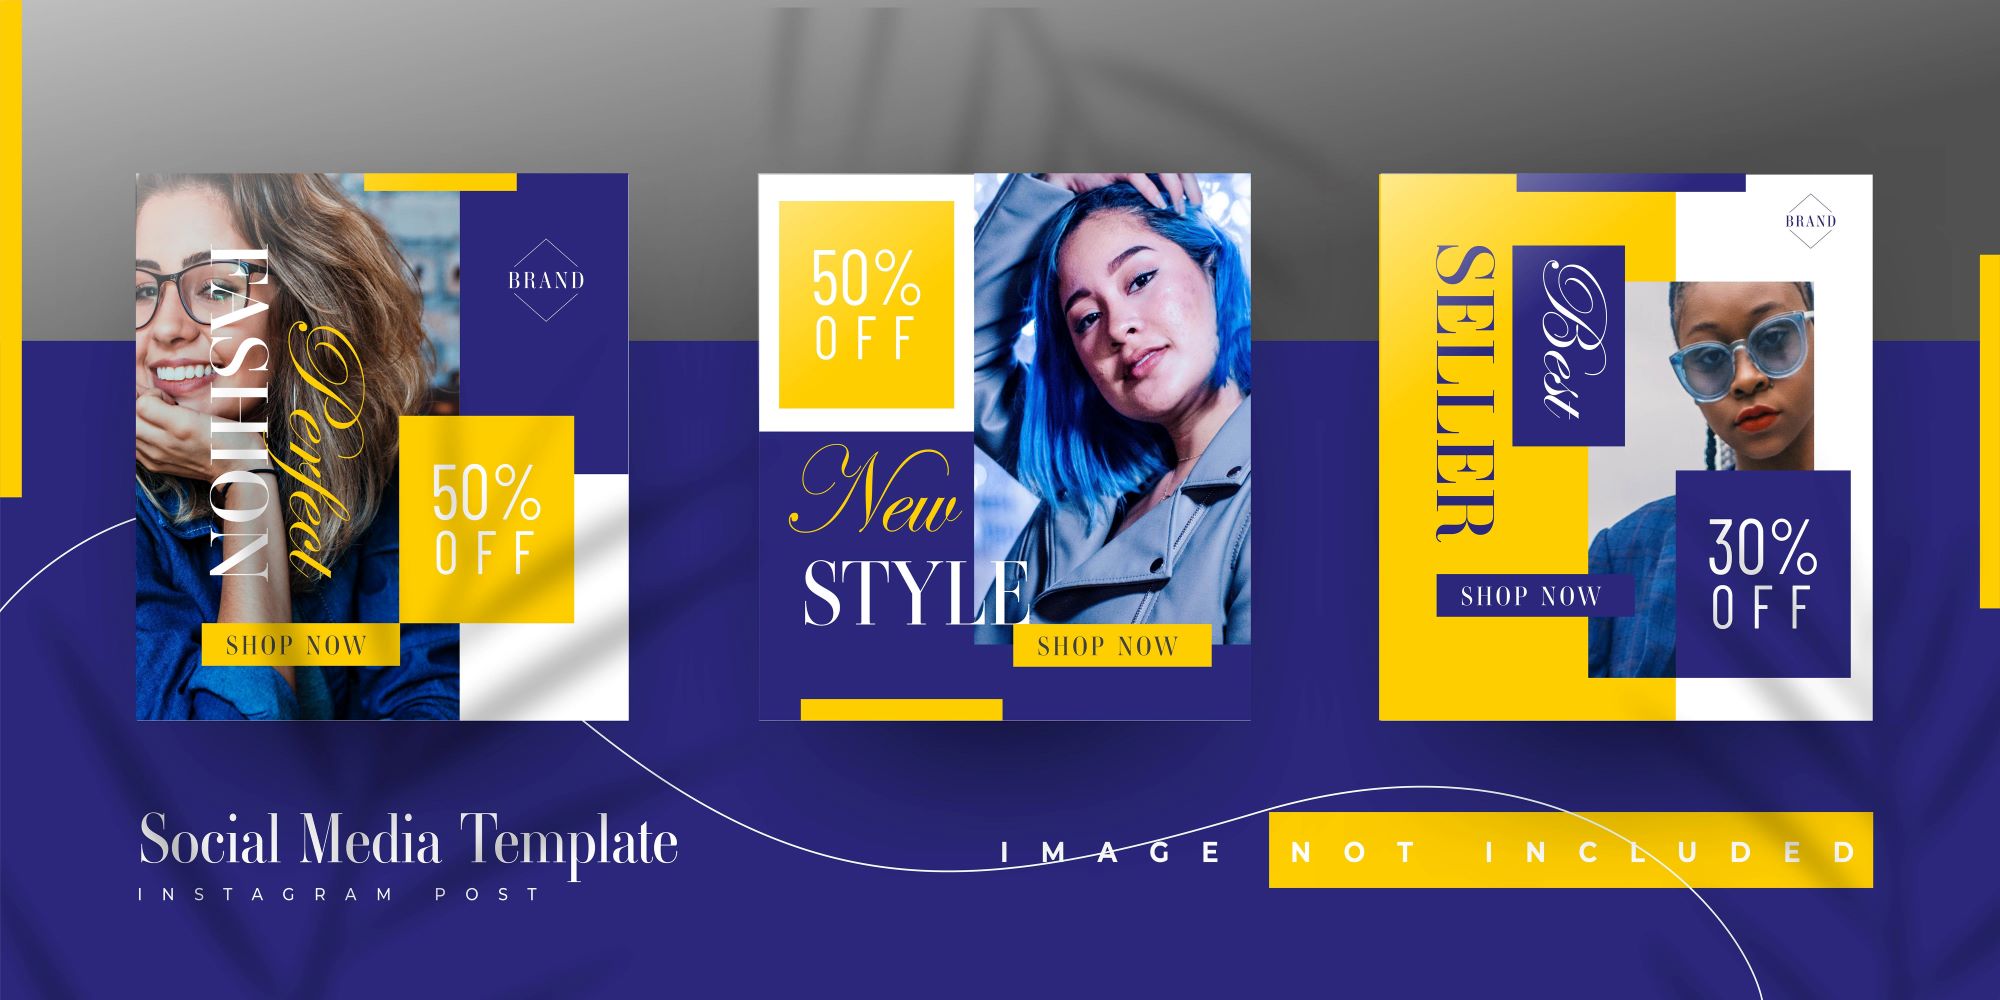 FASHION
Perfect
BRAND
50%
OFF
SHOP NOW
50%
OFF
New
STYLE
SHOP NOW
SELLER
Best
BRAND
30%
OFF
SHOP NOW
Social Media Template
INSTAGRAM POST
IMAGE NOT INCLUDED